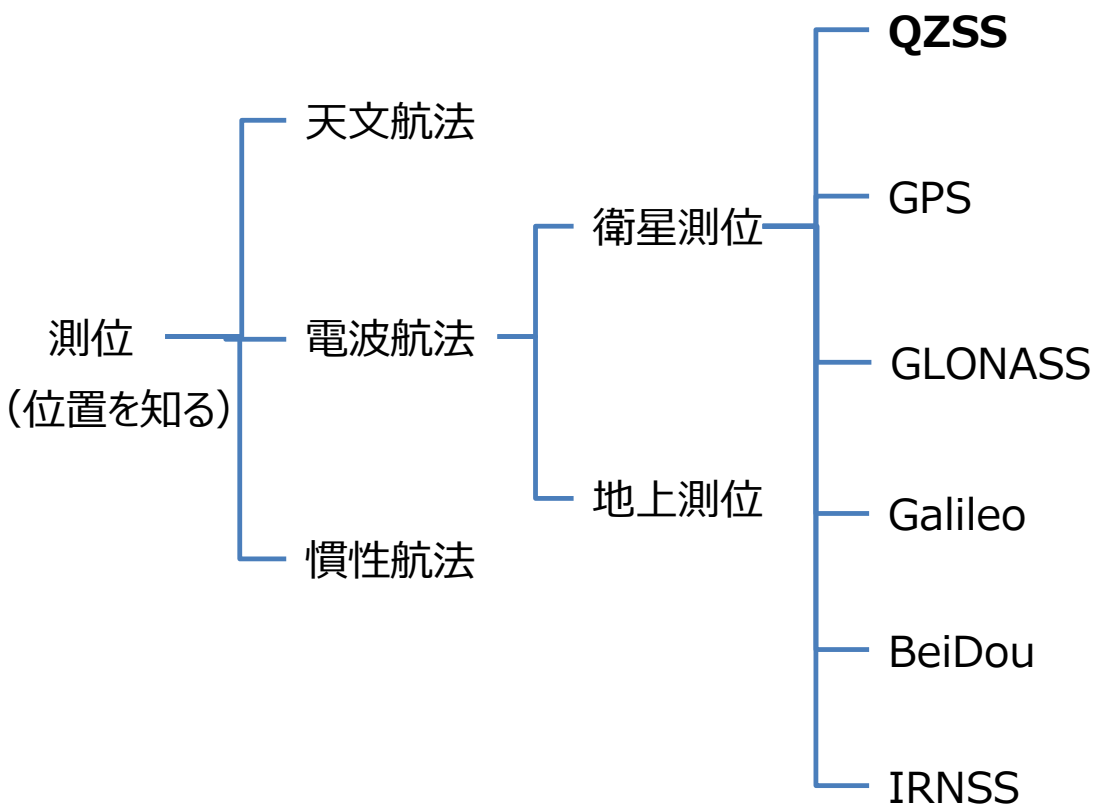 測位
（位置を知る）
天文航法
電波航法
慣性航法
衛星測位
地上測位
QZSS
GPS
GLONASS
Galileo
BeiDou
IRNSS